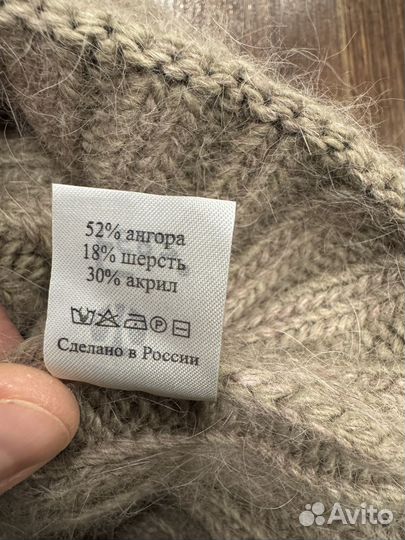 52% ангора
18% шерсть
30% акрил
P
Сделано в России
Avito